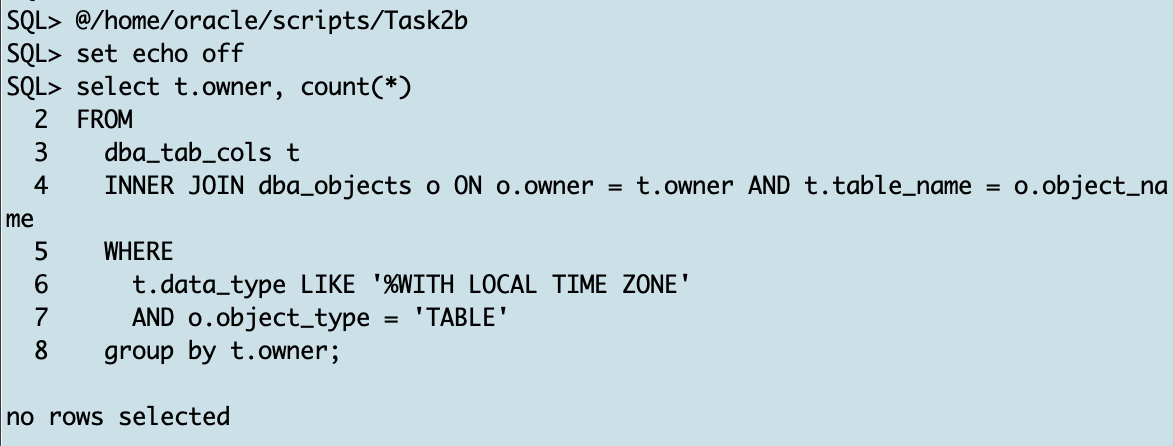 SQL> @/home/oracle/scripts/Task2b
SQL> set echo off
SQL> select t.owner, count(*)
  2  FROM
  3    dba_tab_cols t
  4    INNER JOIN dba_objects o ON o.owner = t.owner AND t.table_name = o.object_na
me
  5    WHERE
  6      t.data_type LIKE '%WITH LOCAL TIME ZONE'
  7      AND o.object_type = 'TABLE'
  8    group by t.owner;
no rows selected